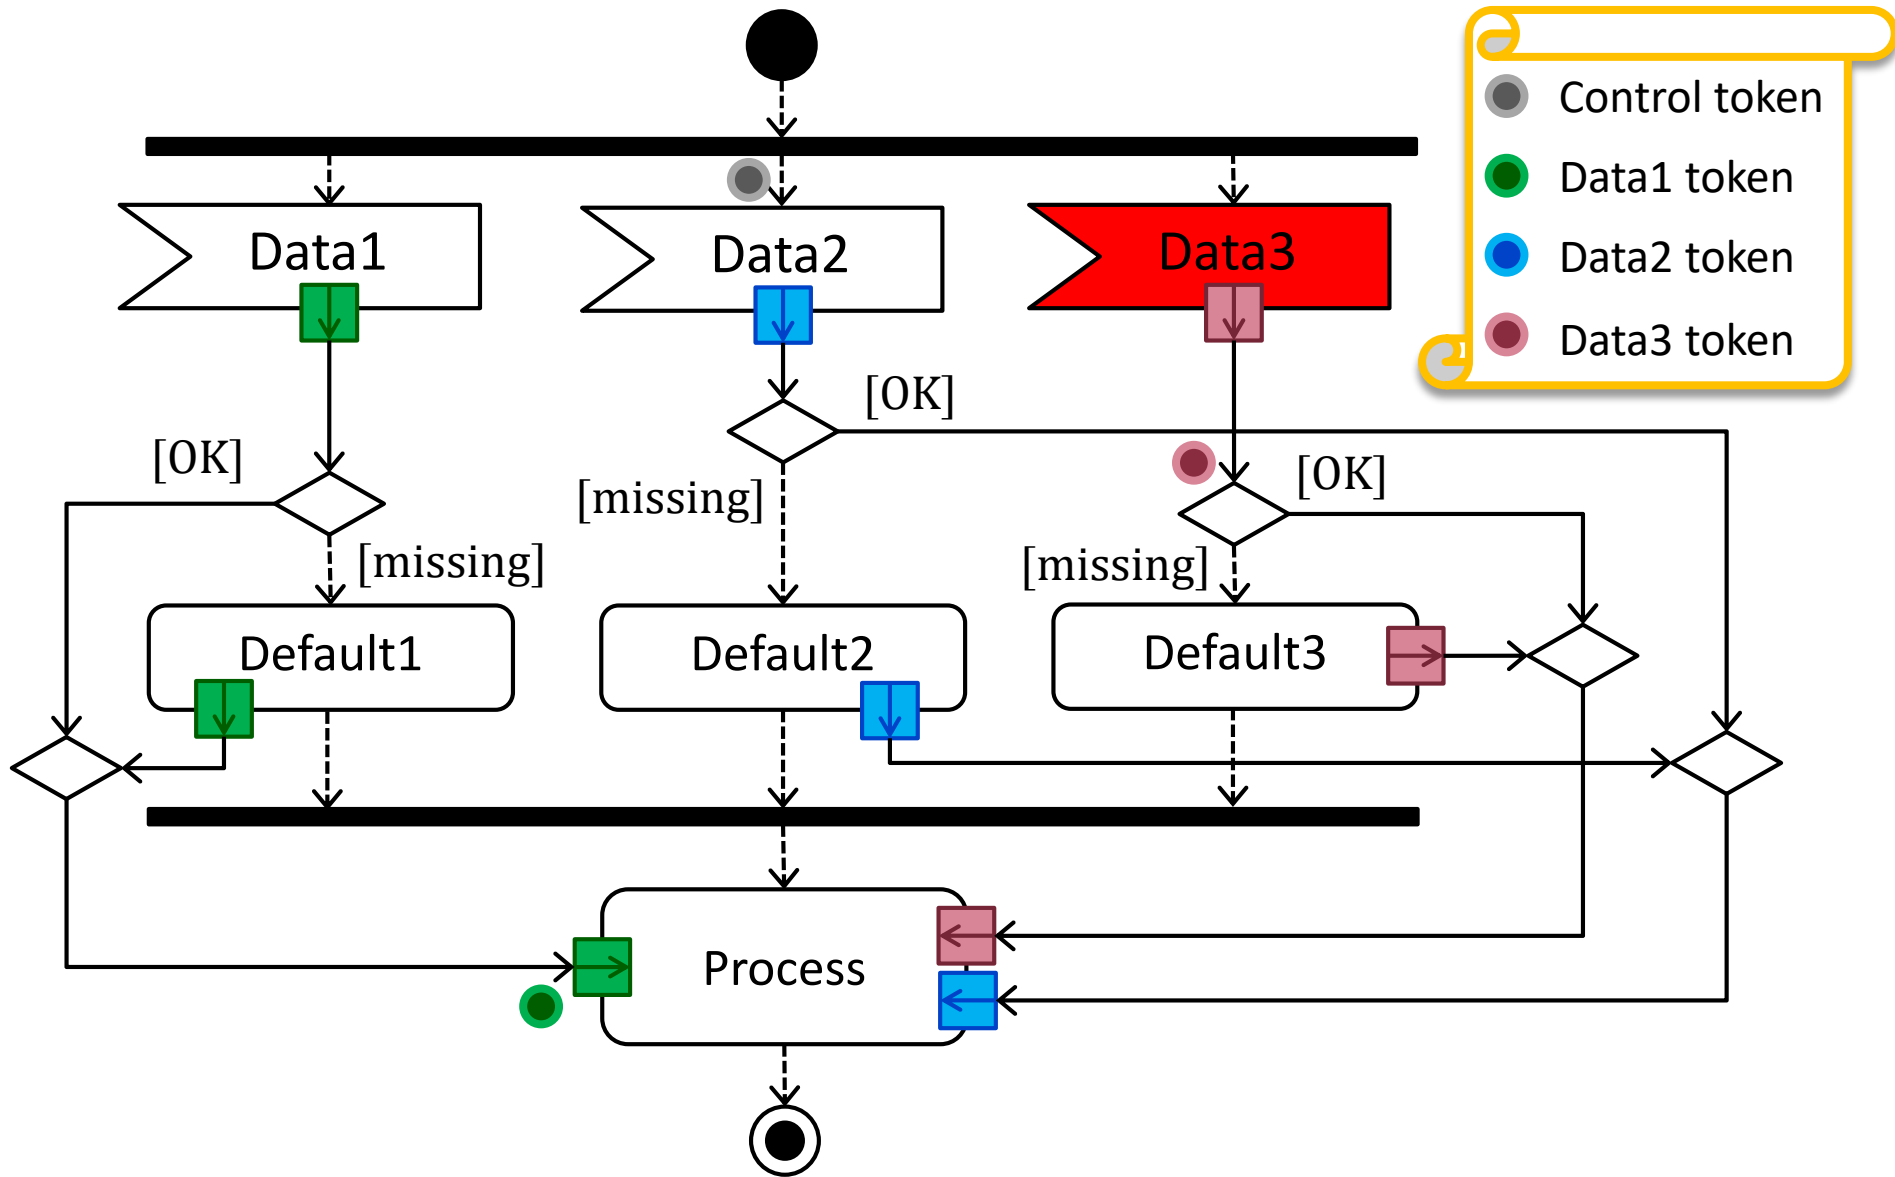 Control token
Data1 token
Data2 token
Data3 token
Data1
Data2
Data3
[OK]
[OK]
[OK]
[missing]
[missing]
[missing]
Default1
Default2
Default3
Process